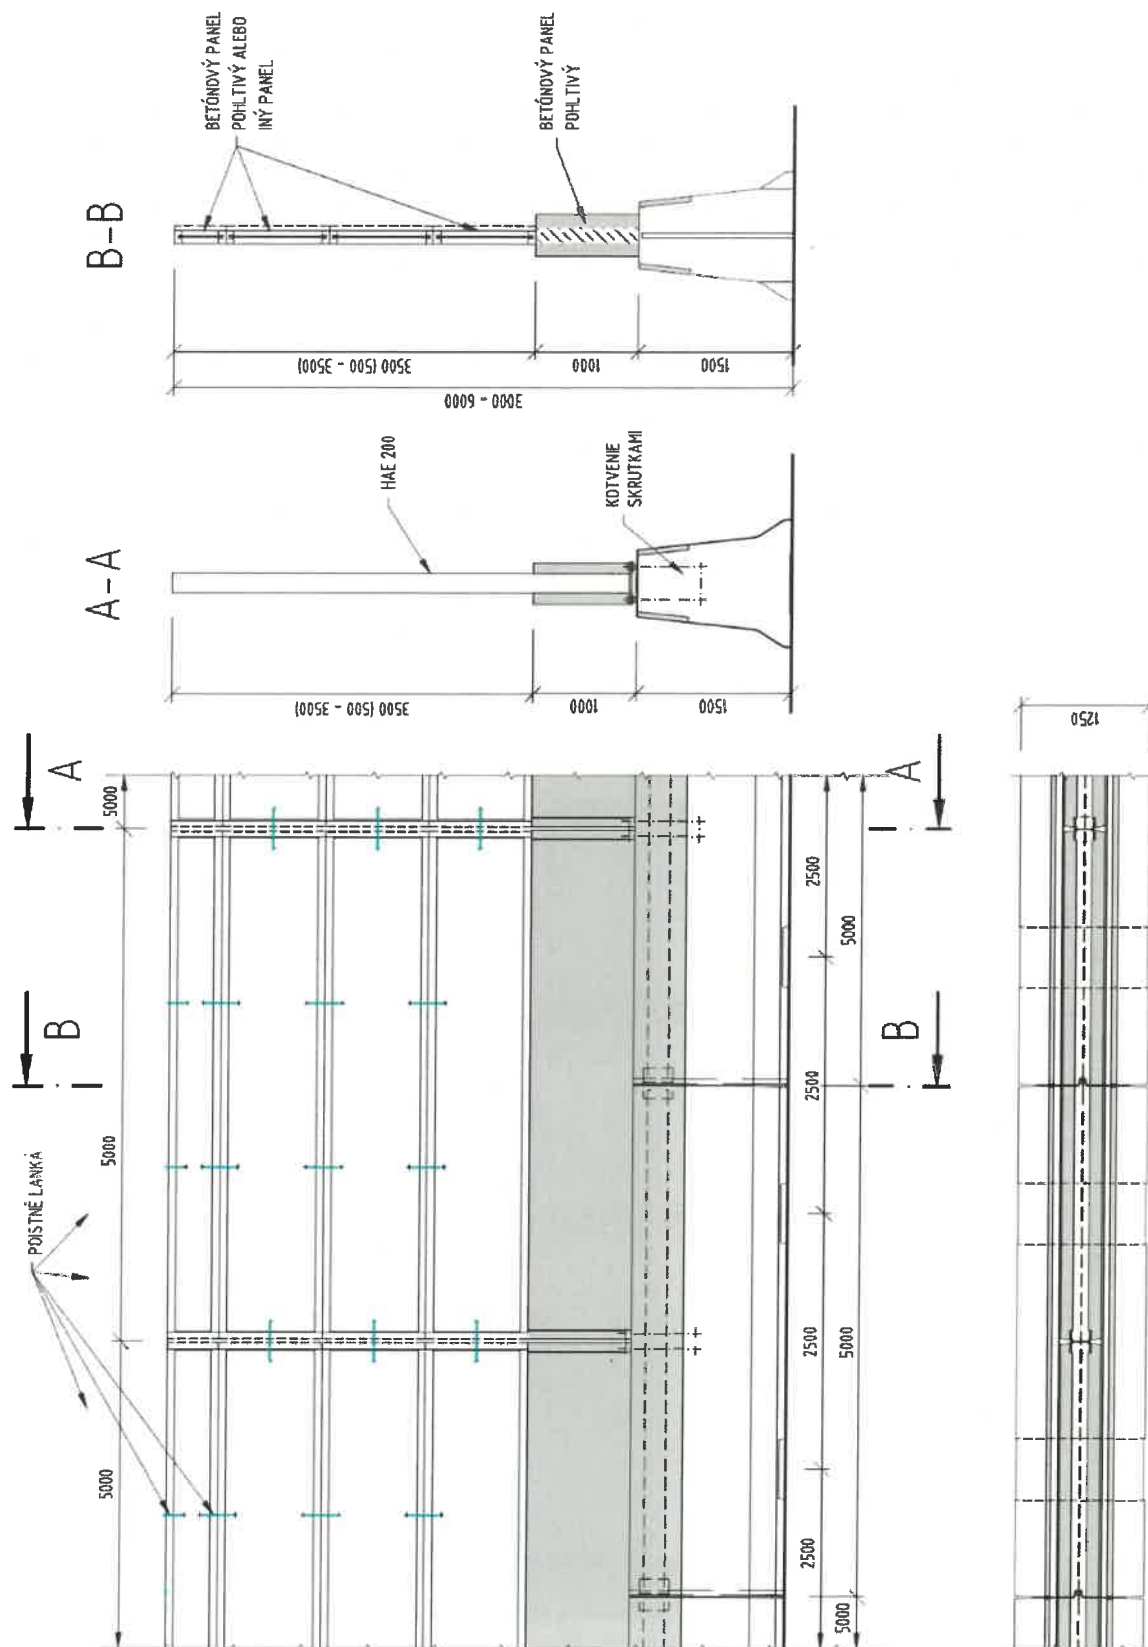 B-B
BETÓNOVÝ PANEL
POHLTIVÝ ALEBO
INÝ PANEL
BETÓNOVÝ PANEL
POHLTIVÝ
3500 (500 - 3500)
1000
1500
3000 - 6000
A-A
HAE 200
KOTVENIE
SKRUTKAMI
3500 (500 - 3500)
1000
1500
A
A
B
B
POISTNÉ LANKÁ
5000
5000
5000
2500
2500
2500
2500
5000
5000
5000
1250